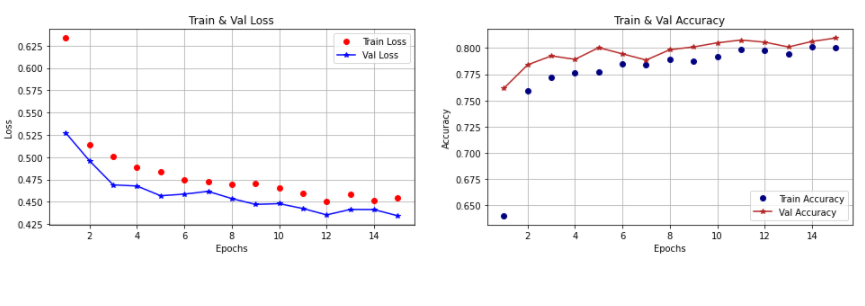 Train & Val Loss
Train Loss
Val Loss
0.625
0.600
0.575
0.550
0.525
0.500
0.475
0.450
0.425
Loss
2 4 6 8 10 12 14
Epochs
Train & Val Accuracy
0.800
0.775
0.750
0.725
0.700
0.675
0.650
Accuracy
Train Accuracy
Val Accuracy
2 4 6 8 10 12 14
Epochs